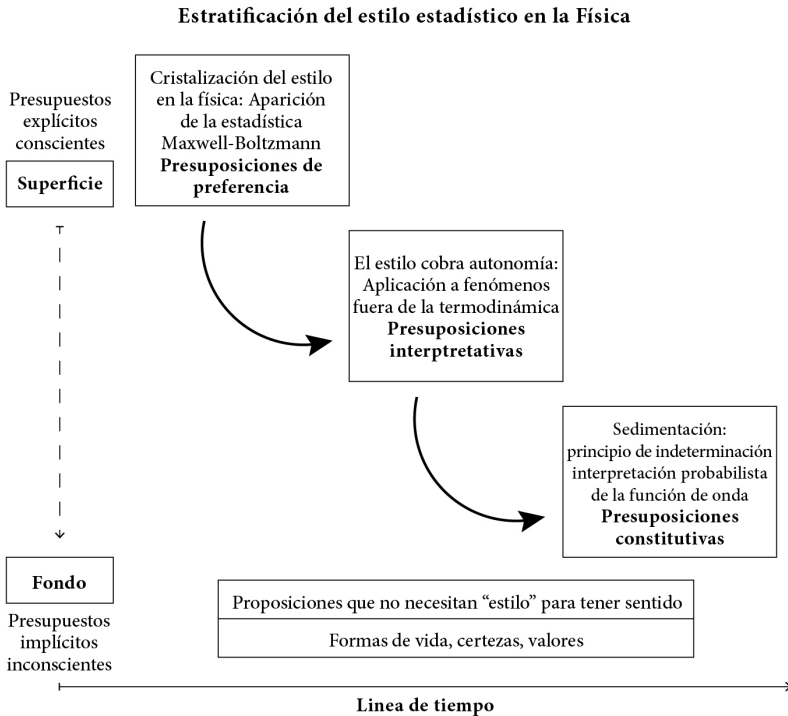 Estratificación del estilo estadístico en la Física
Presupuestos
explícitos
conscientes
Superficie
Cristalización del estilo
en la física: Aparición
de la estadística
Maxwell-Boltzmann
Presuposiciones de
preferencia
El estilo cobra autonomía:
Aplicación a fenómenos
fuera de la termodinámica
Presuposiciones
interptretativas
Sedimentación:
principio de indeterminación
interpretación probabilista
de la función de onda
Presuposiciones
constitutivas
Fondo
Presupuestos
implícitos
inconscientes
Proposiciones que no necesitan “estilo” para tener sentido
Formas de vida, certezas, valores
Linea de tiempo